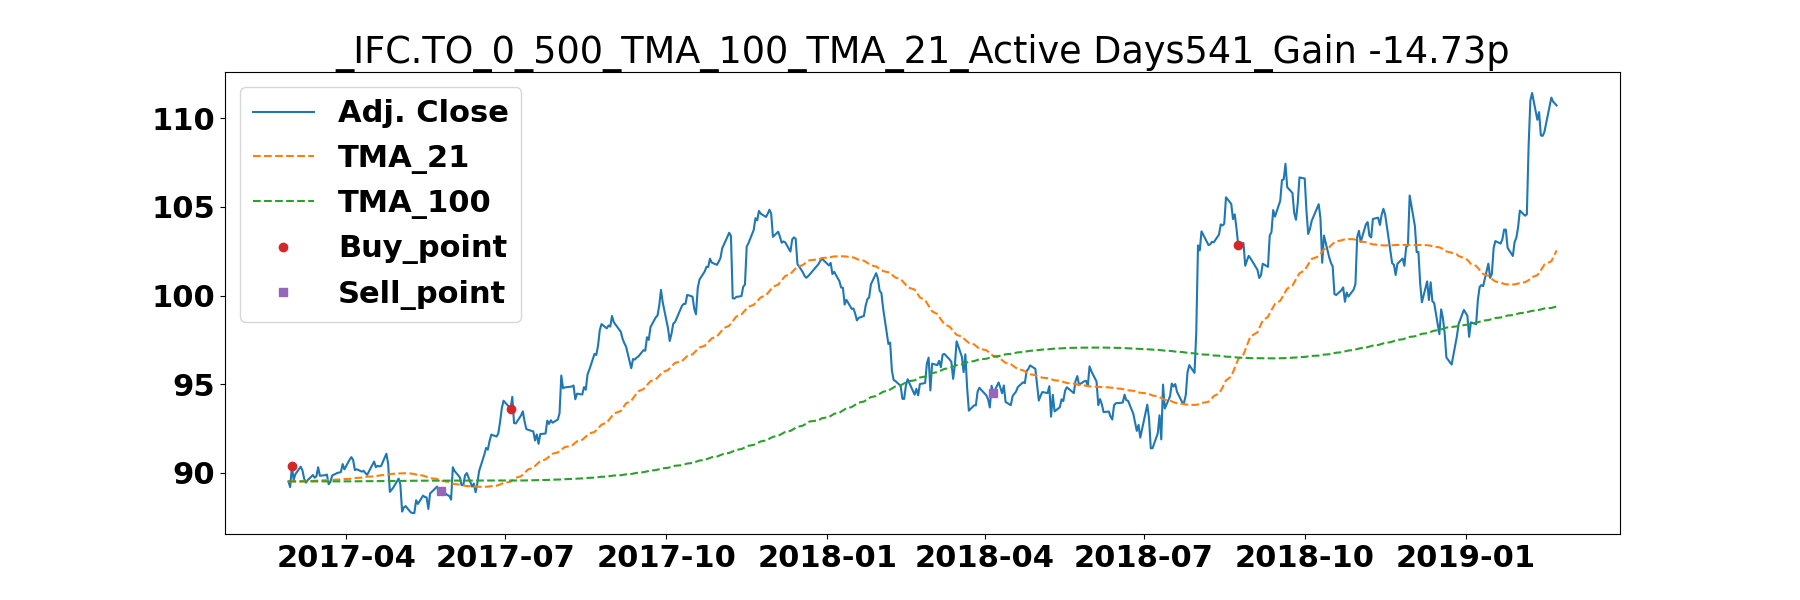 _IFC.TO_0_500_TMA_100_TMA_21_Active Days541_Gain -14.73p
Adj. Close
TMA_21
TMA_100
Buy_point
Sell_point
110
105
100
95
90
2017-04 2017-07 2017-10 2018-01 2018-04 2018-07 2018-10 2019-01